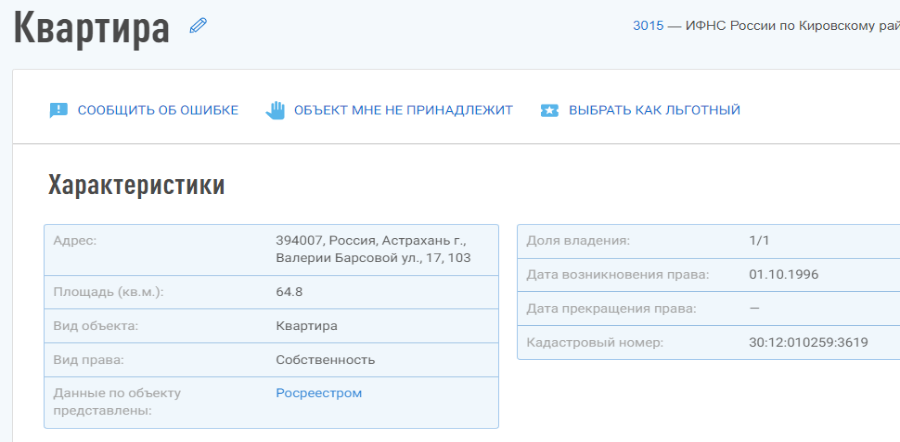 Квартира
3015 — ИФНС России по Кировскому рай
СООБЩИТЬ ОБ ОШИБКЕ ОБЪЕКТ МНЕ НЕ ПРИНАДЛЕЖИТ ВЫБРАТЬ КАК ЛЬГОТНЫЙ
Характеристики
Адрес: 394007, Россия, Астрахань г.,
Валерии Барсовой ул., 17, 103
Площадь (кв.м.): 64.8
Вид объекта: Квартира
Вид права: Собственность
Данные по объекту Росреестром
представлены:
Доля владения: 1/1
Дата возникновения права: 01.10.1996
Дата прекращения права: —
Кадастровый номер: 30:12:010259:3619